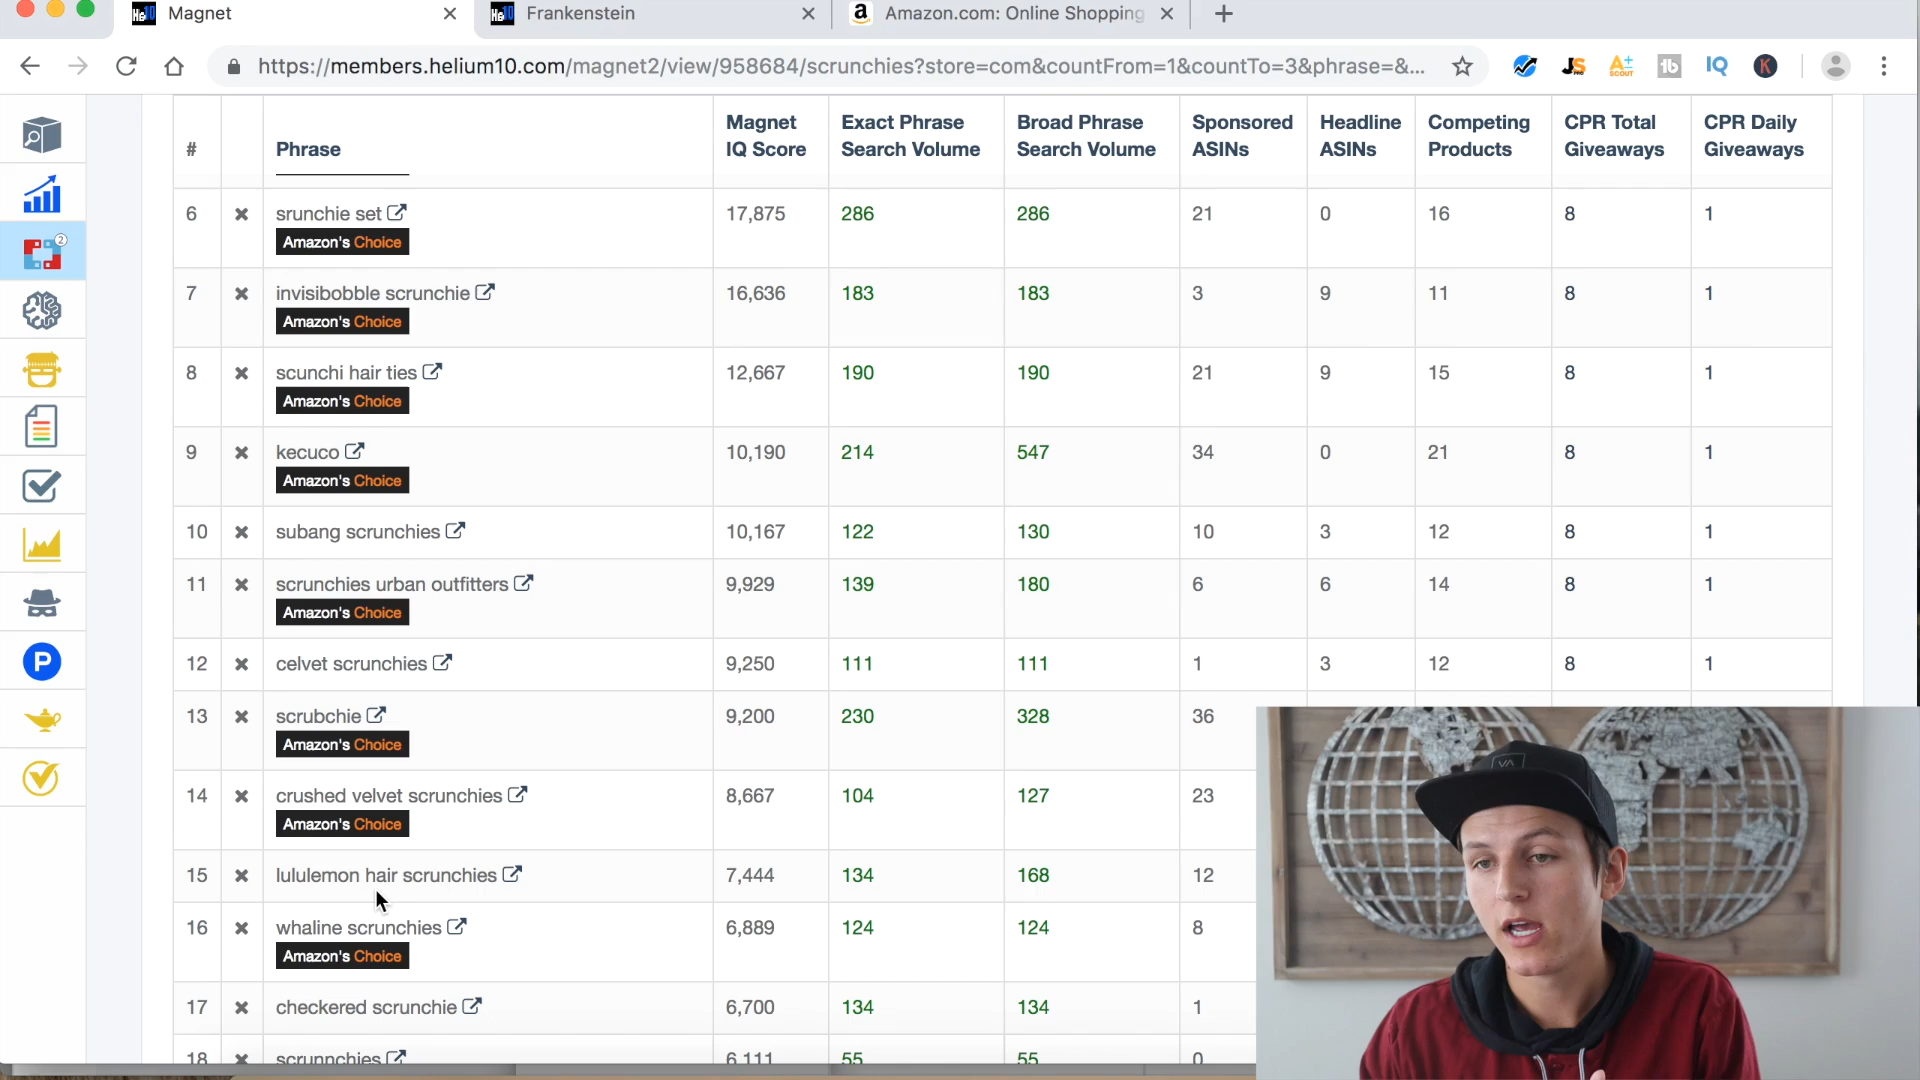 Magnet
Frankenstein
Amazon.com: Online Shopping
https://members.helium10.com/magnet2/view/958684/scrunchies?store=com&countFrom=1&countTo=3&phrase=&...
# Phrase Magnet IQ Score Exact Phrase Search Volume Broad Phrase Search Volume Sponsored ASINs Headline ASINs Competing Products CPR Total Giveaways CPR Daily Giveaways
6 srunchie set 17,875 286 286 21 0 16 8 1
Amazon's Choice
7 invisibobble scrunchie 16,636 183 183 3 9 11 8 1
Amazon's Choice
8 scunchi hair ties 12,667 190 190 21 9 15 8 1
Amazon's Choice
9 kecuco 10,190 214 547 34 0 21 8 1
Amazon's Choice
10 subang scrunchies 10,167 122 130 10 3 12 8 1
11 scrunchies urban outfitters 9,929 139 180 6 6 14 8 1
Amazon's Choice
12 celvet scrunchies 9,250 111 111 1 3 12 8 1
13 scrubchie 9,200 230 328 36
Amazon's Choice
14 crushed velvet scrunchies 8,667 104 127 23
Amazon's Choice
15 lululemon hair scrunchies 7,444 134 168 12
16 whaline scrunchies 6,889 124 124 8
Amazon's Choice
17 checkered scrunchie 6,700 134 134 1
18 scrunnchies 6,111 55 55 0
2
P
JS
A±
SCOUT
tb
IQ
K
VA